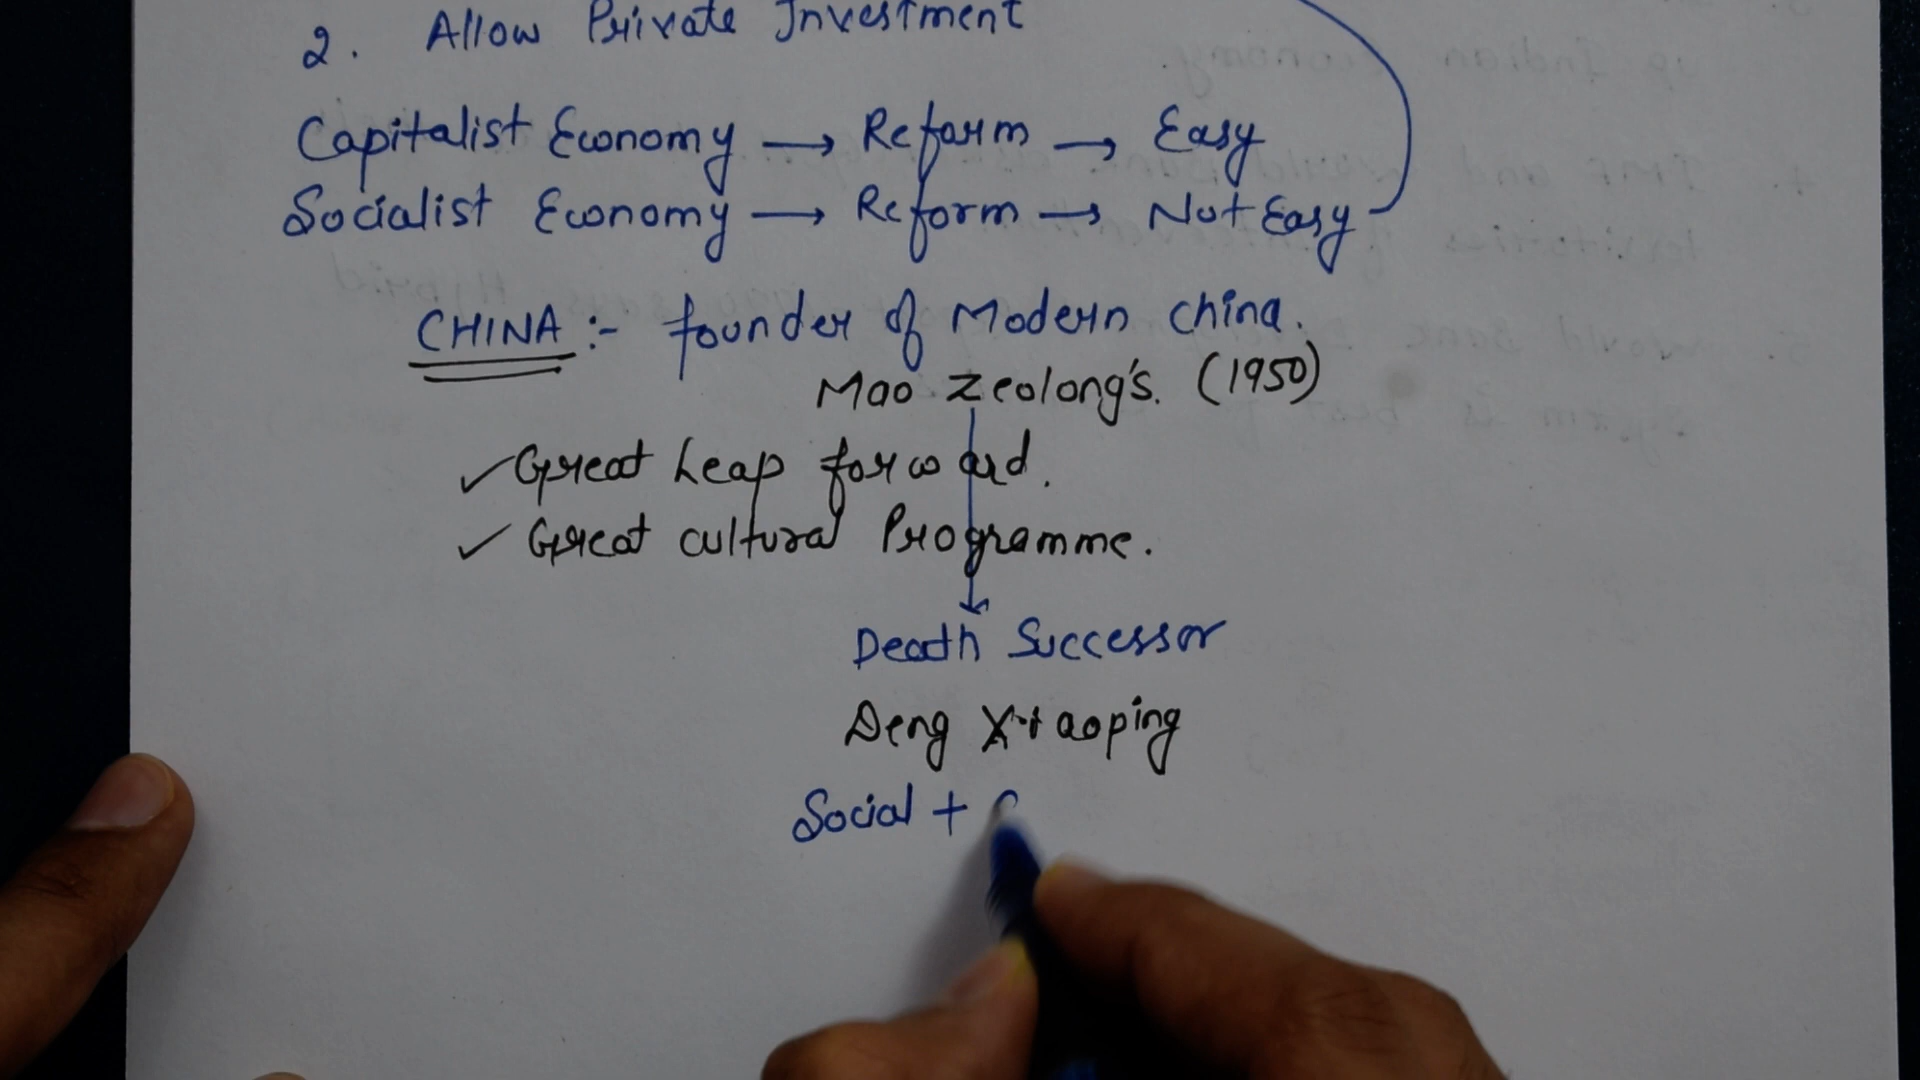 2. Allow Private Investment
Capitalist Economy → Reform → Easy
Socialist Economy → Reform → Not Easy
CHINA :- founder of Modern China.
Mao Zeolong's. (1950)
✓ Great Leap forward.
✓ Great cultural Programme.
Death Successor
Deng Xiaoping
Social +